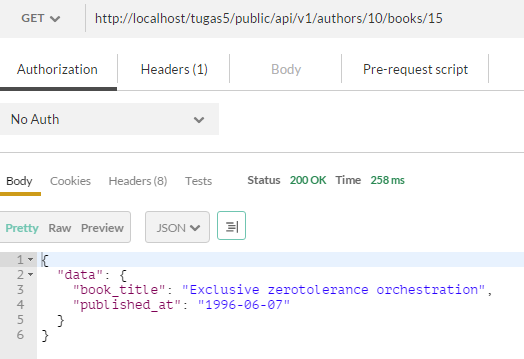 GET http://localhost/tugas5/public/api/v1/authors/10/books/15
Authorization Headers (1) Body Pre-request script
No Auth
Body Cookies Headers (8) Tests Status 200 OK Time 258 ms
Pretty Raw Preview JSON
1 {
2 "data": {
3 "book_title": "Exclusive zerotolerance orchestration",
4 "published_at": "1996-06-07"
5 }
6 }